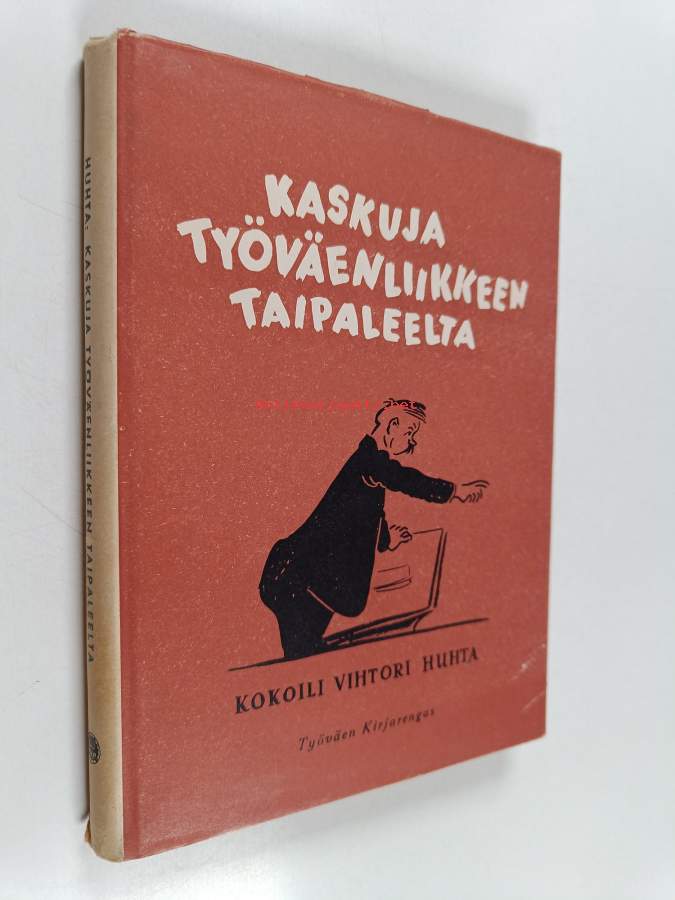 KASKUJA
TYÖVÄENLIIKKEEN
TAIPALEELTA
KOKOILI VIHTORI HUHTA
Työväen Kirjarengas
HUHTA: KASKUJA TYÖVÄENLIIKKEEN TAIPALEELTA